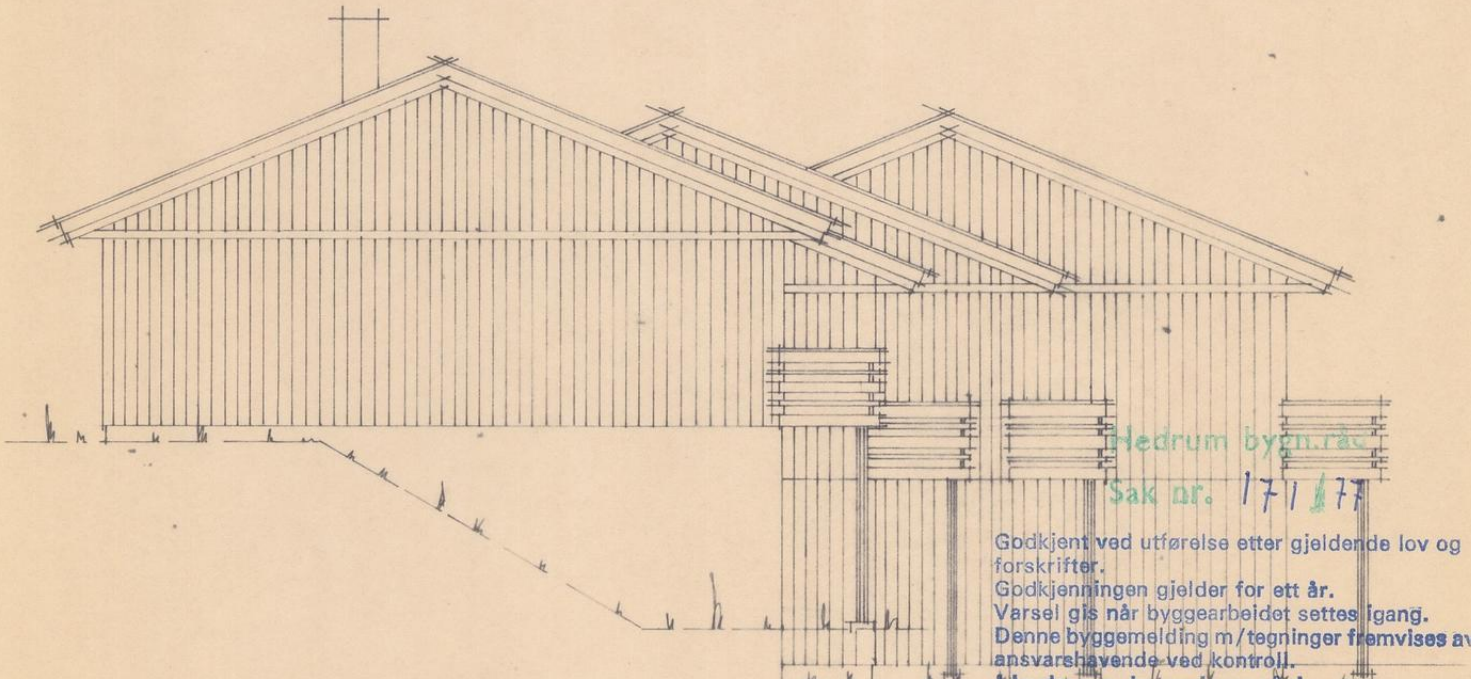 Hedrum bygn.råd
Sak nr. 171/77
Godkjent ved utførelse etter gjeldende lov og
forskrifter.
Godkjenningen gjelder for ett år.
Varsel gis når byggearbeidet settes igang.
Denne byggemelding m/tegninger fremvises av
ansvarshavende ved kontroll.